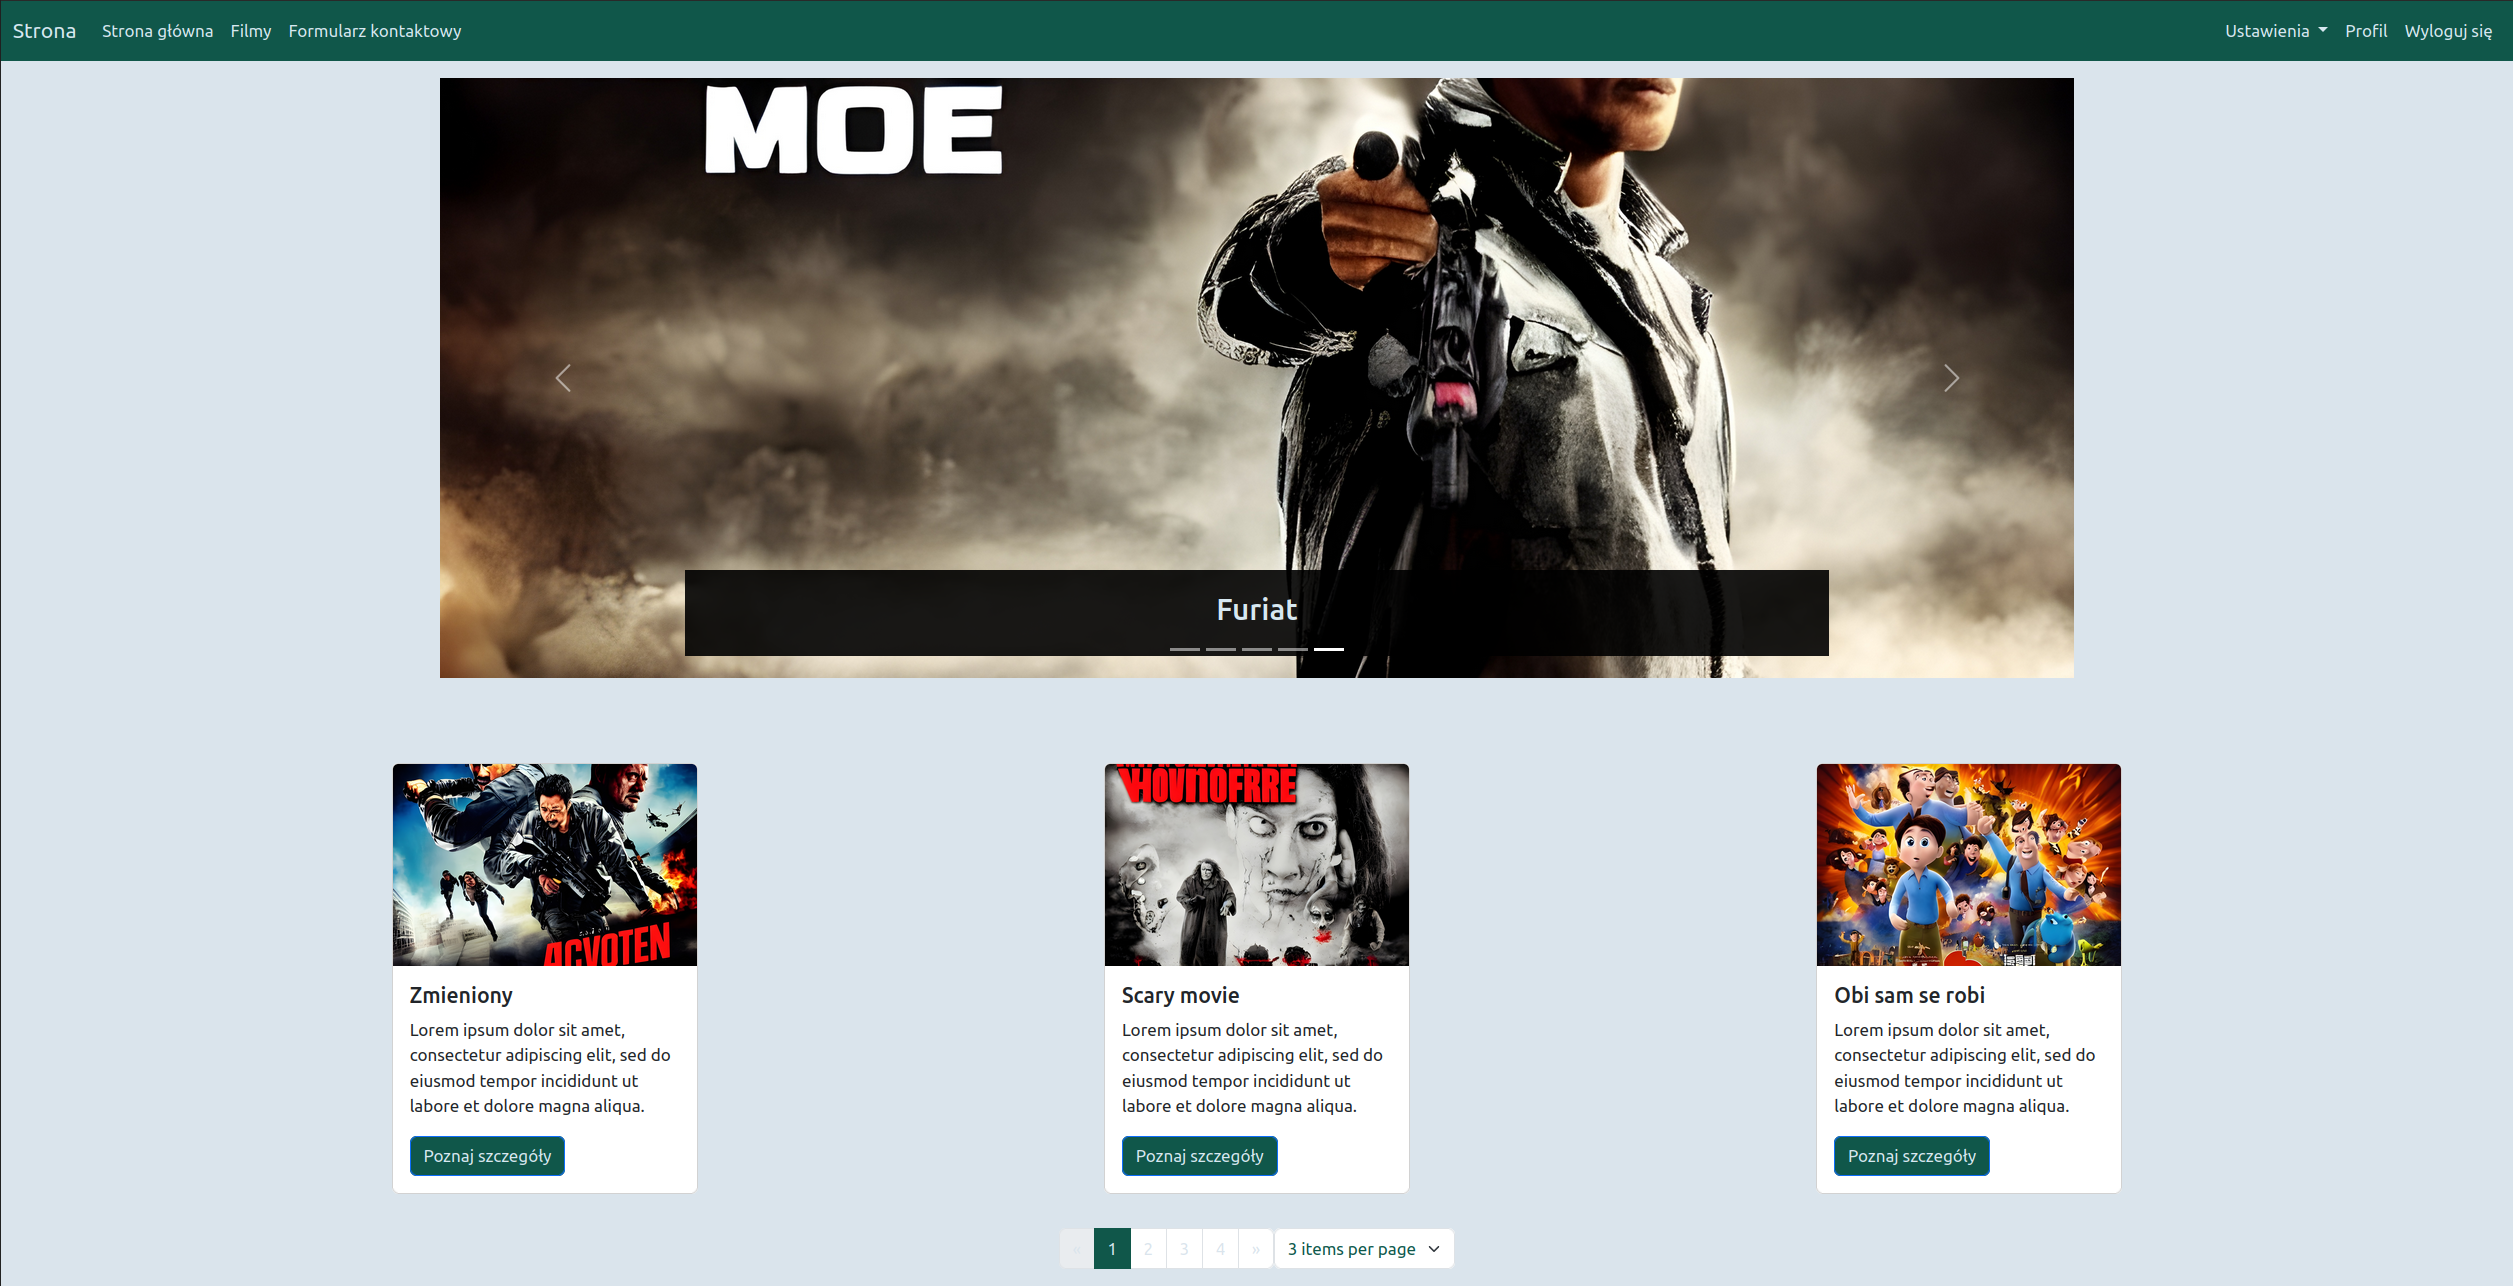 Strona Strona główna Filmy Formularz kontaktowy Ustawienia Profil Wyloguj się
MOE
Furiat
ACVOTEN
HOVNOFRRE
Zmieniony
Lorem ipsum dolor sit amet,
consectetur adipiscing elit, sed do
eiusmod tempor incididunt ut
labore et dolore magna aliqua.
Poznaj szczegóły
Scary movie
Lorem ipsum dolor sit amet,
consectetur adipiscing elit, sed do
eiusmod tempor incididunt ut
labore et dolore magna aliqua.
Poznaj szczegóły
Obi sam se robi
Lorem ipsum dolor sit amet,
consectetur adipiscing elit, sed do
eiusmod tempor incididunt ut
labore et dolore magna aliqua.
Poznaj szczegóły
« 1 2 3 4 » 3 items per page